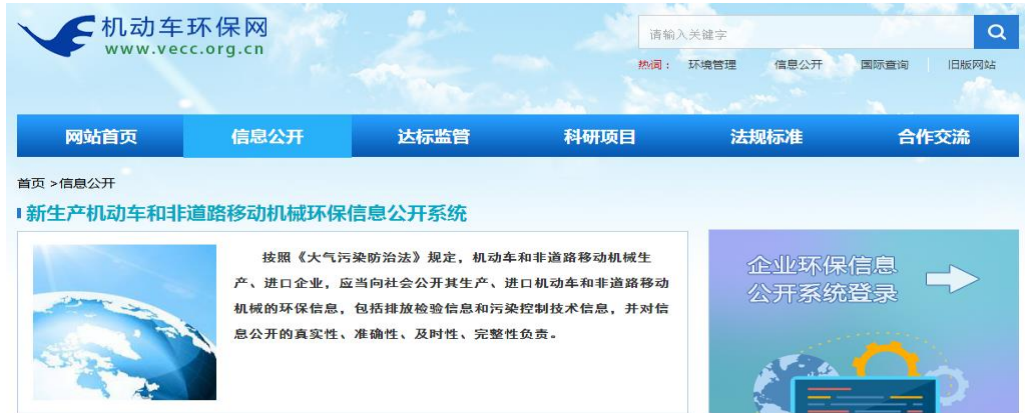 机动车环保网
www.vecc.org.cn
请输入关键字
热词： 环境管理 信息公开 国际查询 旧版网站
网站首页 信息公开 达标监管 科研项目 法规标准 合作交流
首页 >信息公开
新生产机动车和非道路移动机械环保信息公开系统
按照《大气污染防治法》规定，机动车和非道路移动机械生
产、进口企业，应当向社会公开其生产、进口机动车和非道路移动
机械的环保信息，包括排放检验信息和污染控制技术信息，并对信
息公开的真实性、准确性、及时性、完整性负责。
企业环保信息
公开系统登录